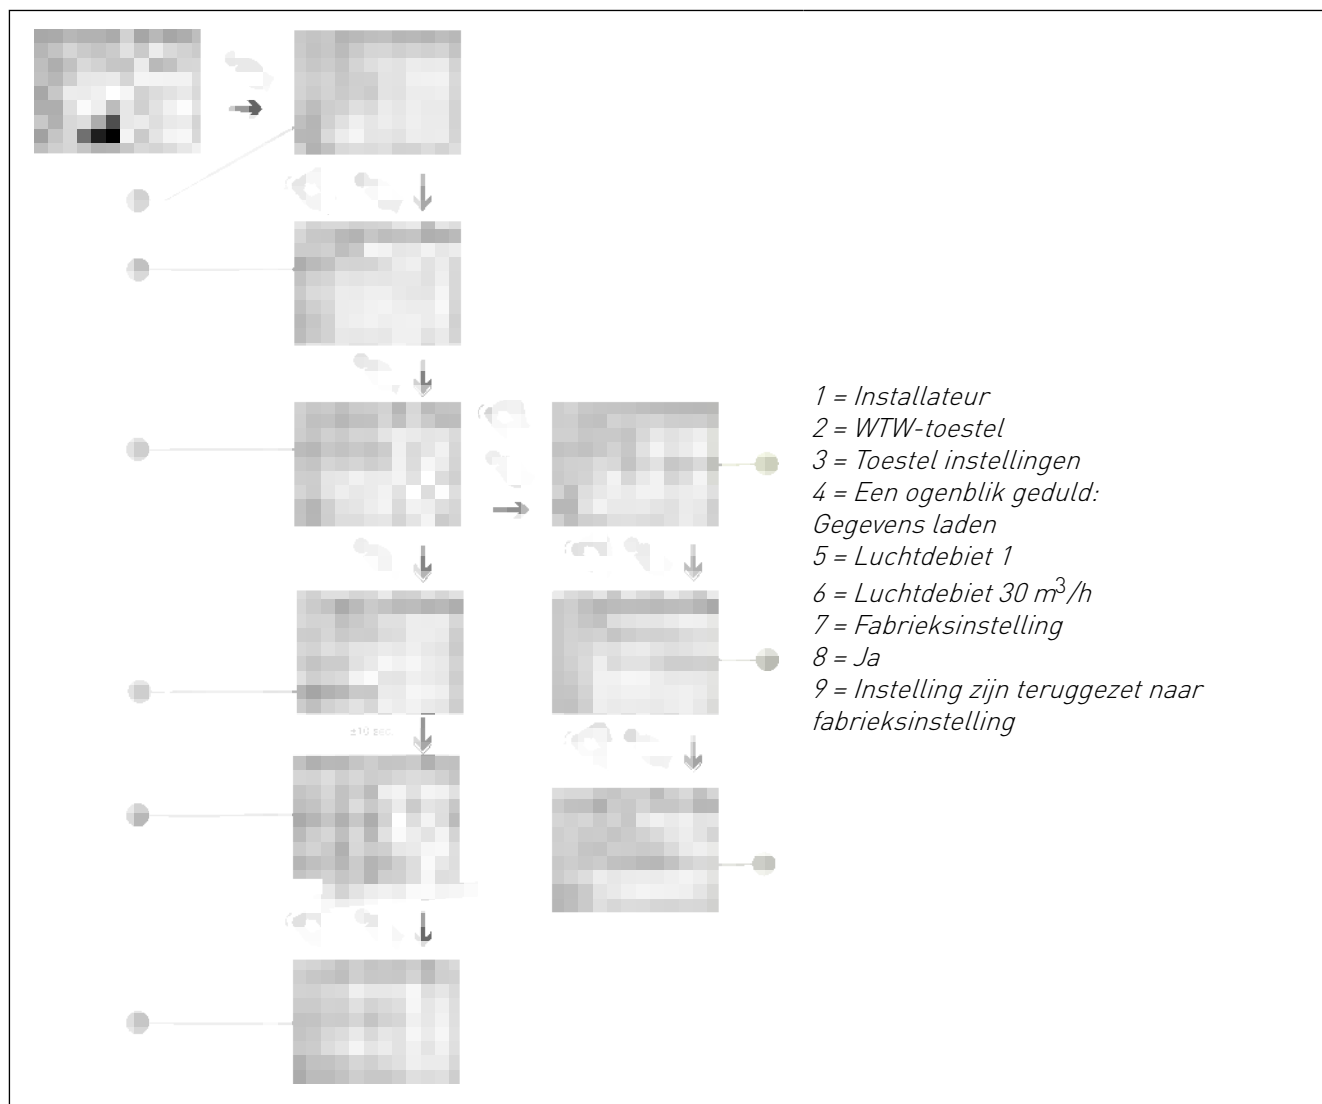 1 = Installateur
2 = WTW-toestel
3 = Toestel instellingen
4 = Een ogenblik geduld:
Gegevens laden
5 = Luchtdebiet 1
6 = Luchtdebiet 30 m³/h
7 = Fabrieksinstelling
8 = Ja
9 = Instelling zijn teruggezet naar
fabrieksinstelling
±10 sec.